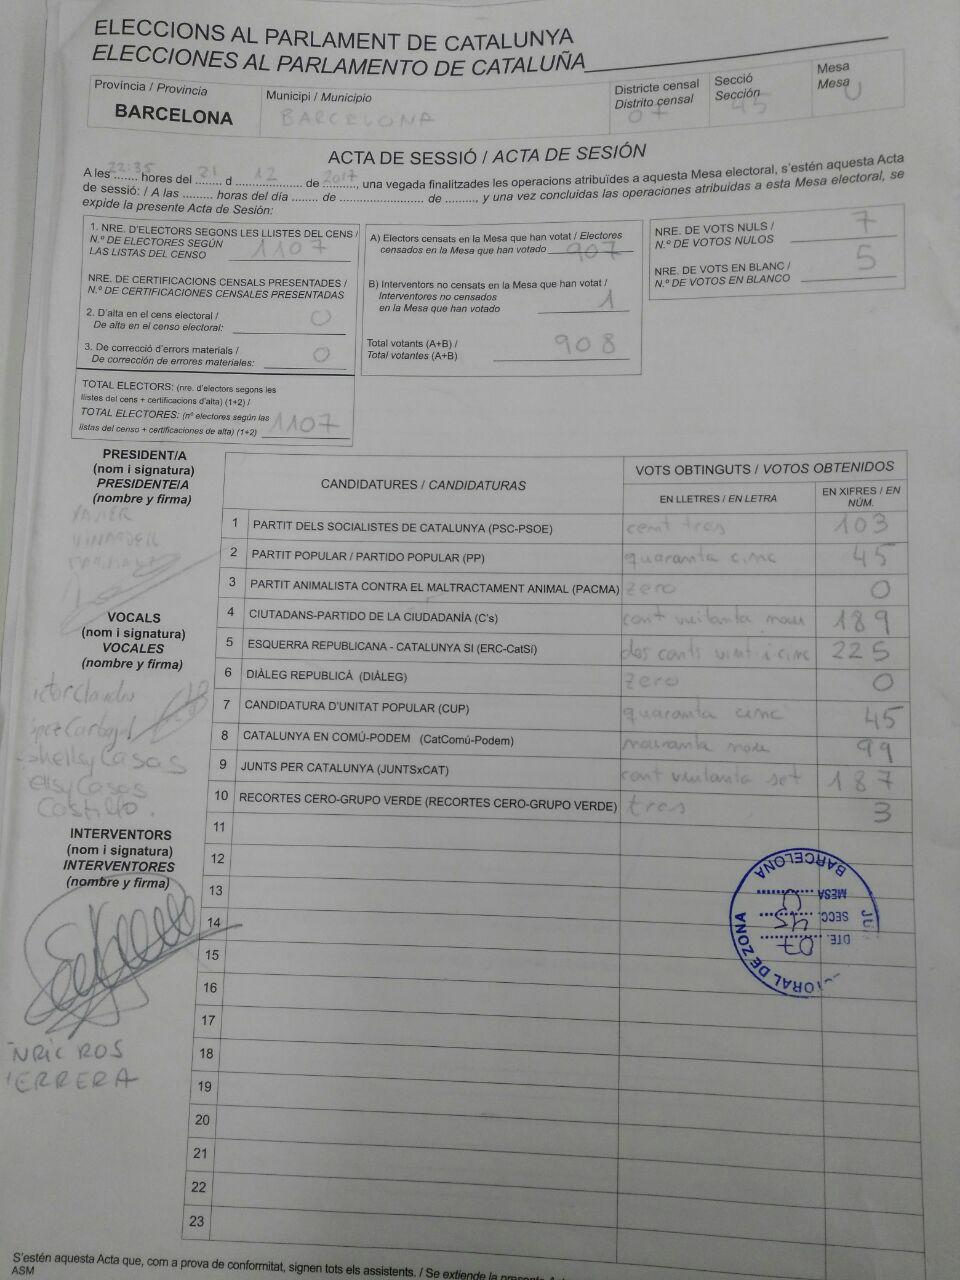 ELECCIONS AL PARLAMENT DE CATALUNYA
ELECCIONES AL PARLAMENTO DE CATALUÑA
Província / Provincia
BARCELONA
Municipi / Municipio
BARCELONA
Districte censal
Distrito censal
07
Secció
Sección
45
Mesa
Mesa
U
ACTA DE SESSIÓ / ACTA DE SESIÓN
A les 22:35 hores del 21 d 12 de 2017, una vegada finalitzades les operacions atribuïdes a aquesta Mesa electoral, s'estén aquesta Acta
de sessió: / A las ......... horas del día ........ de ........................ de ........., y una vez concluidas las operaciones atribuidas a esta Mesa electoral, se
expide la presente Acta de Sesión:
1. NRE. D'ELECTORS SEGONS LES LLISTES DEL CENS /
N.º DE ELECTORES SEGÚN
LAS LISTAS DEL CENSO 1107
NRE. DE CERTIFICACIONS CENSALS PRESENTADES /
N.º DE CERTIFICACIONES CENSALES PRESENTADAS
2. D'alta en el cens electoral /
De alta en el censo electoral: 0
3. De correcció d'errors materials /
De corrección de errores materiales: 0
TOTAL ELECTORS: (nre. d'electors segons les
llistes del cens + certificacions d'alta) (1+2) /
TOTAL ELECTORES: (nº electores según las
listas del censo + certificaciones de alta) (1+2) 1107
A) Electors censats en la Mesa que han votat / Electores
censados en la Mesa que han votado 907
B) Interventors no censats en la Mesa que han votat /
Interventores no censados
en la Mesa que han votado 1
Total votants (A+B) /
Total votantes (A+B) 908
NRE. DE VOTS NULS /
N.º DE VOTOS NULOS 7
NRE. DE VOTS EN BLANC /
N.º DE VOTOS EN BLANCO 5
PRESIDENT/A
(nom i signatura)
PRESIDENTE/A
(nombre y firma)
XAVIER
VOCALS
(nom i signatura)
VOCALES
(nombre y firma)
Casas
Casas
Castillo.
INTERVENTORS
(nom i signatura)
INTERVENTORES
(nombre y firma)
NRIC ROS
ERRERA
CANDIDATURES / CANDIDATURAS
VOTS OBTINGUTS / VOTOS OBTENIDOS
EN LLETRES / EN LETRA
EN XIFRES / EN NÚM.
1 PARTIT DELS SOCIALISTES DE CATALUNYA (PSC-PSOE) cent tres 103
2 PARTIT POPULAR / PARTIDO POPULAR (PP) quaranta cinc 45
3 PARTIT ANIMALISTA CONTRA EL MALTRACTAMENT ANIMAL (PACMA) zero 0
4 CIUTADANS-PARTIDO DE LA CIUDADANÍA (C's) cent vuitanta nou 189
5 ESQUERRA REPUBLICANA - CATALUNYA SI (ERC-CatSí) dos cents vint-i-cinc 225
6 DIÀLEG REPUBLICÀ (DIÀLEG) zero 0
7 CANDIDATURA D'UNITAT POPULAR (CUP) quaranta cinc 45
8 CATALUNYA EN COMÚ-PODEM (CatComú-Podem) nou 99
9 JUNTS PER CATALUNYA (JUNTSxCAT) cent vuitanta set 187
10 RECORTES CERO-GRUPO VERDE (RECORTES CERO-GRUPO VERDE) tres 3
11
12
13
14
15
16
17
18
19
20
21
22
23
ORAL DE ZONA
BARCELONA
DTE. 07
SECC. 45
MESA U
S'estén aquesta Acta que, com a prova de conformitat, signen tots els assistents. / Se extiende la presente
ASM